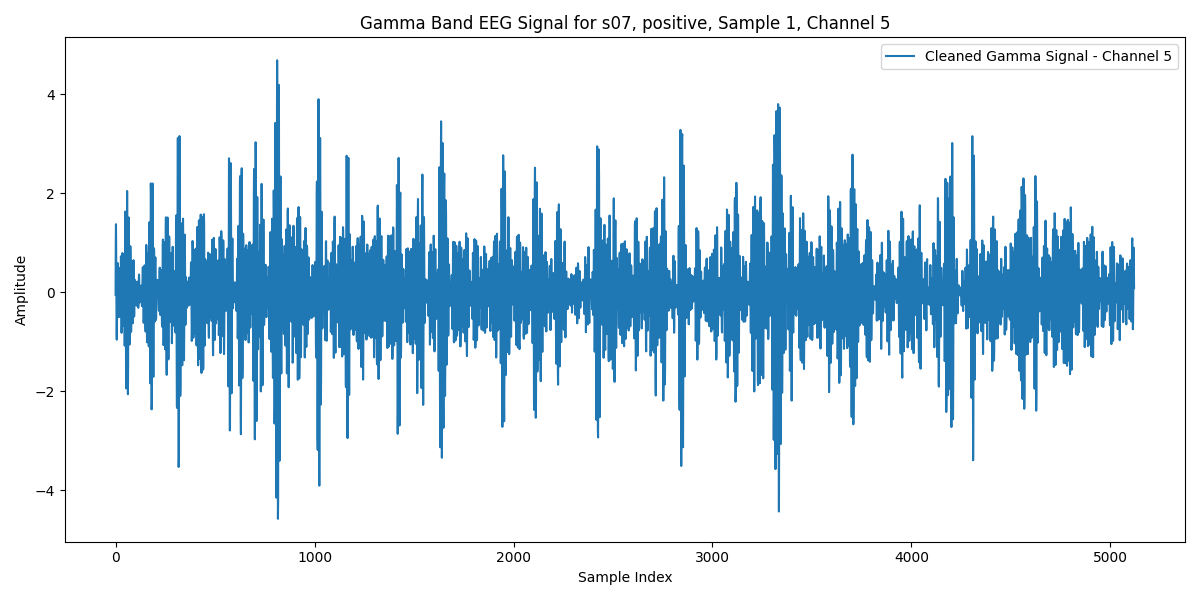 Gamma Band EEG Signal for s07, positive, Sample 1, Channel 5
Cleaned Gamma Signal - Channel 5
4
2
0
−2
−4
Amplitude
0 1000 2000 3000 4000 5000
Sample Index